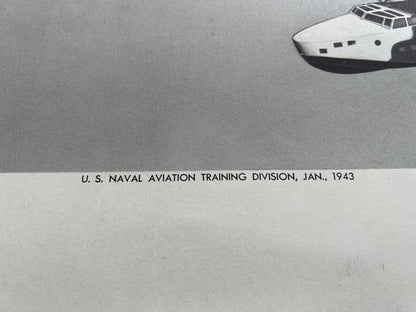 U. S. NAVAL AVIATION TRAINING DIVISION, JAN., 1943